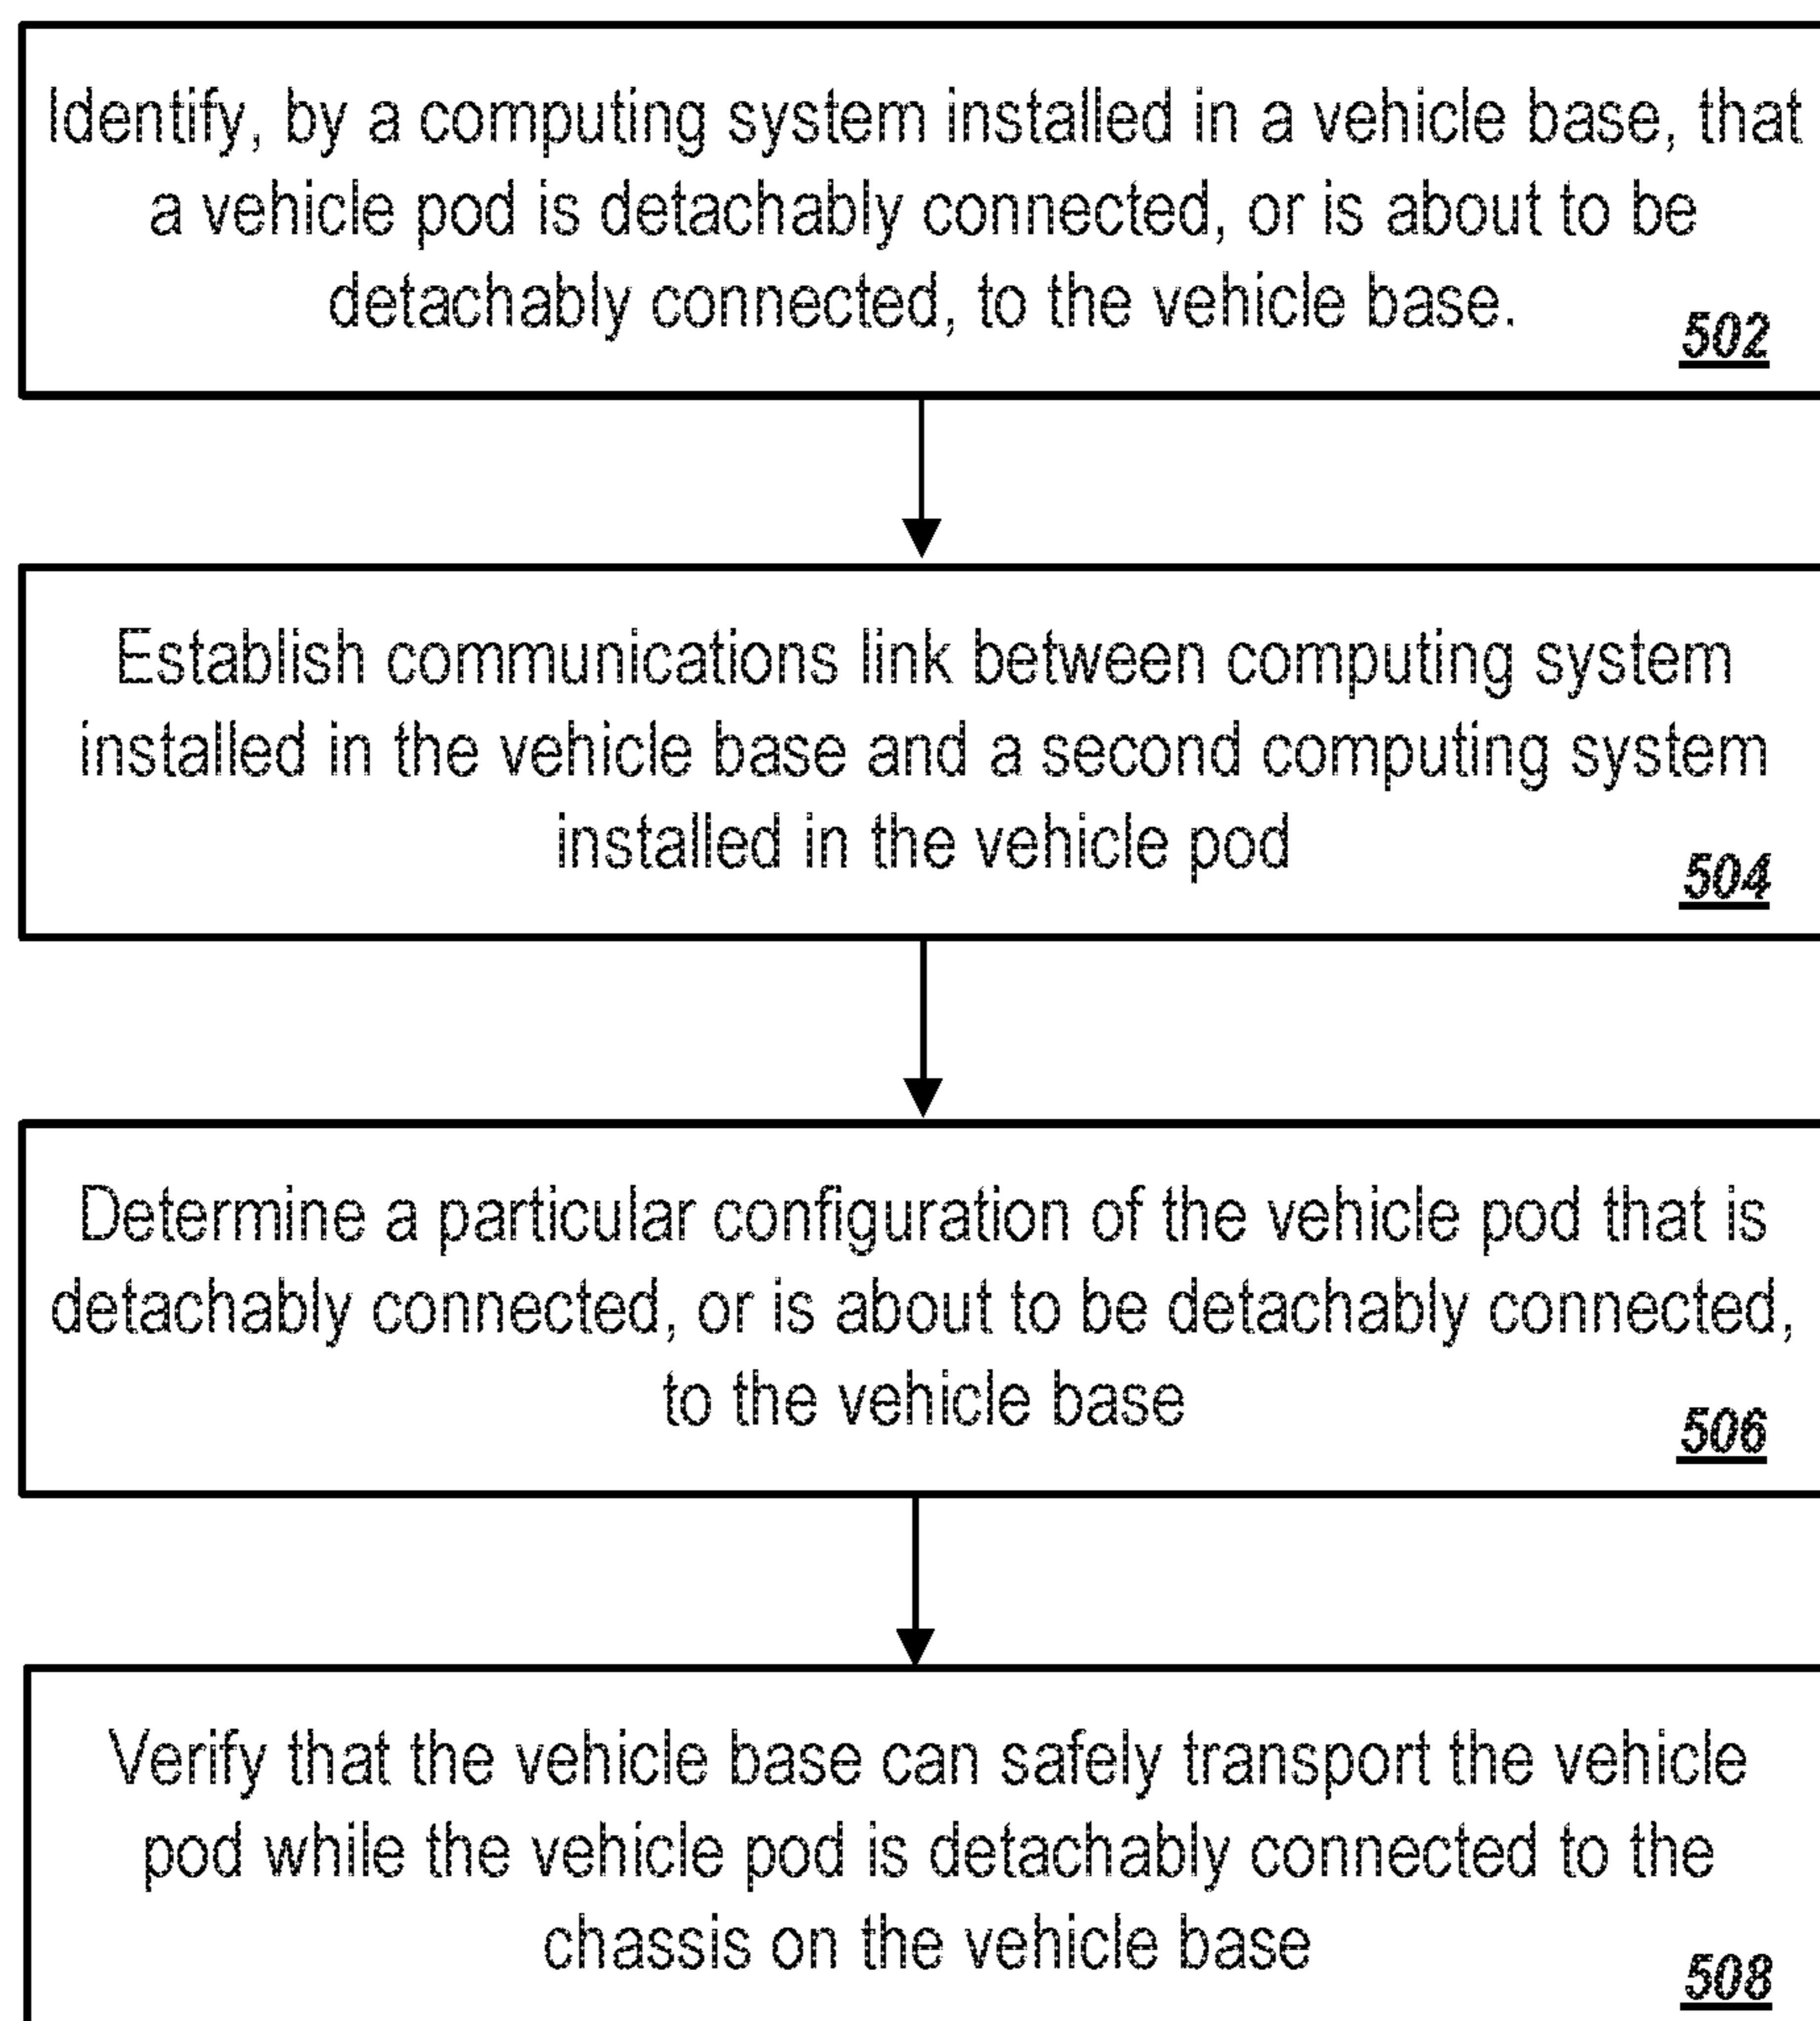 Identify, by a computing system installed in a vehicle base, that
a vehicle pod is detachably connected, or is about to be
detachably connected, to the vehicle base.
502
Establish communications link between computing system
installed in the vehicle base and a second computing system
installed in the vehicle pod
504
Determine a particular configuration of the vehicle pod that is
detachably connected, or is about to be detachably connected,
to the vehicle base
506
Verify that the vehicle base can safely transport the vehicle
pod while the vehicle pod is detachably connected to the
chassis on the vehicle base
508